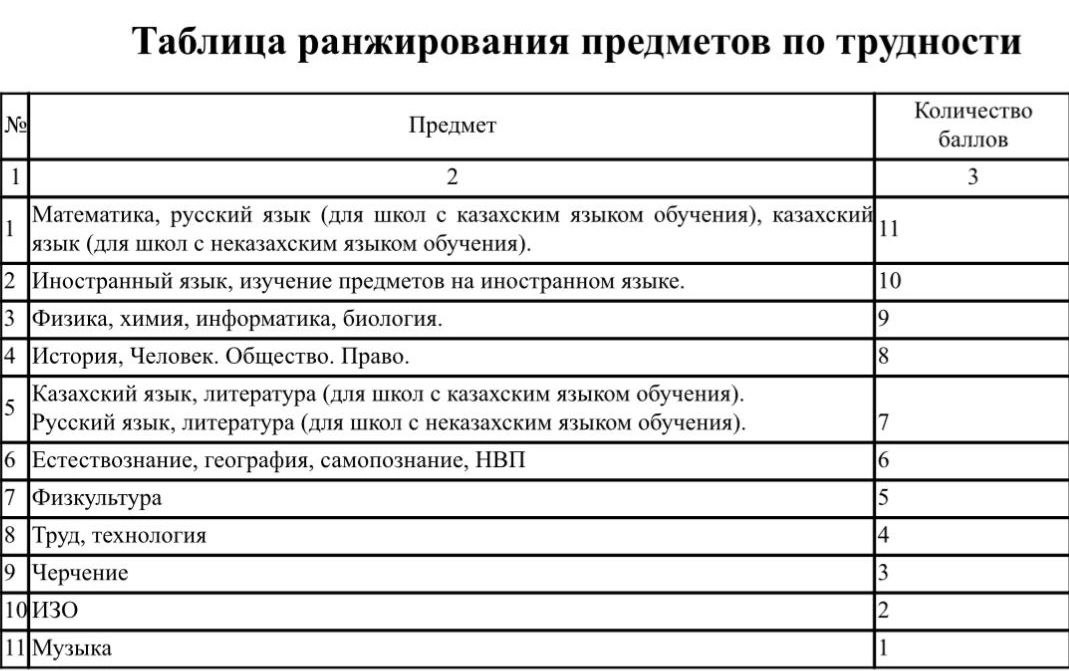 Таблица ранжирования предметов по трудности
№ Предмет Количество
баллов
1 2 3
1 Математика, русский язык (для школ с казахским языком обучения), казахский
язык (для школ с неказахским языком обучения). 11
2 Иностранный язык, изучение предметов на иностранном языке. 10
3 Физика, химия, информатика, биология. 9
4 История, Человек. Общество. Право. 8
5 Казахский язык, литература (для школ с казахским языком обучения).
Русский язык, литература (для школ с неказахским языком обучения). 7
6 Естествознание, география, самопознание, НВП 6
7 Физкультура 5
8 Труд, технология 4
9 Черчение 3
10 ИЗО 2
11 Музыка 1